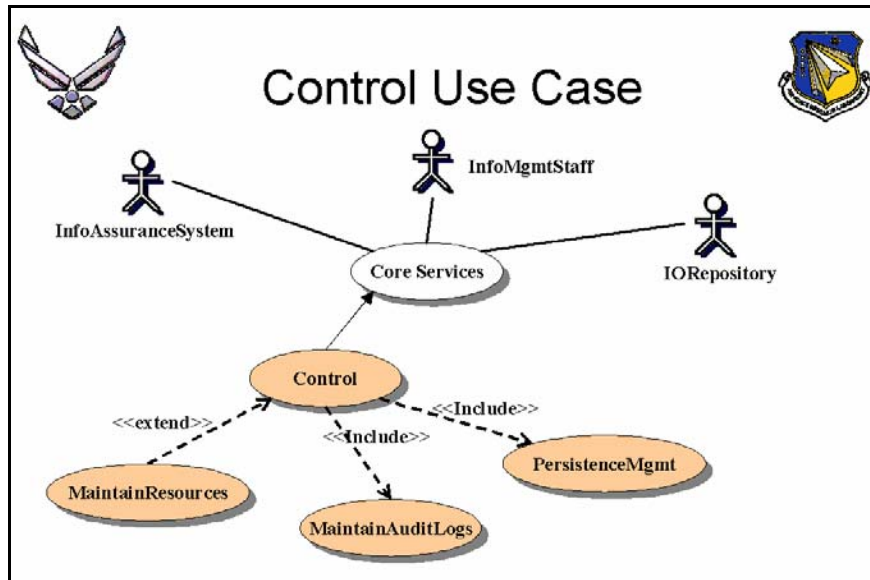 Control Use Case
InfoMgmtStaff
InfoAssuranceSystem
Core Services
IORepository
Control
<<extend>>
<<Include>>
<<Include>>
PersistenceMgmt
MaintainResources
MaintainAuditLogs